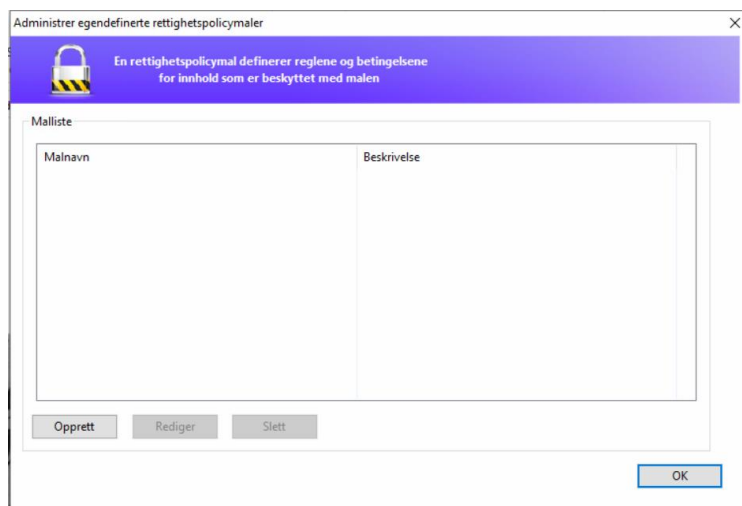 Administrer egendefinerte rettighetspolicymaler
En rettighetspolicymal definerer reglene og betingelsene
for innhold som er beskyttet med malen
Malliste
Malnavn Beskrivelse
Opprett Rediger Slett
OK